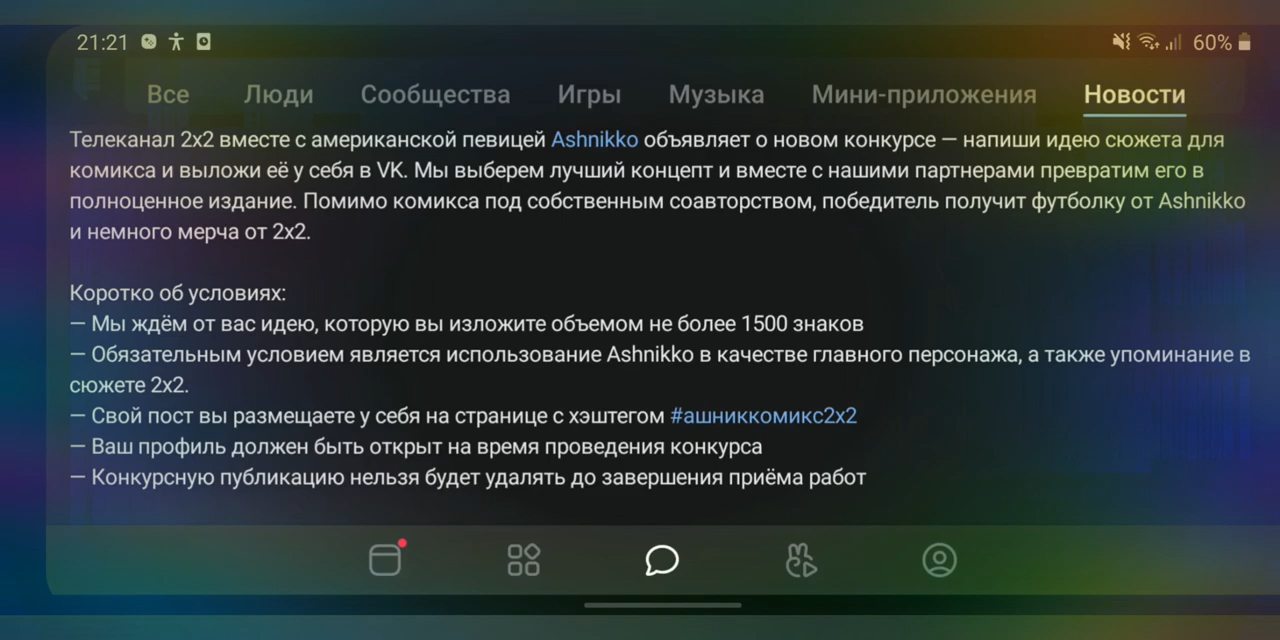 21:21
60%
Все Люди Сообщества Игры Музыка Мини-приложения Новости
Телеканал 2х2 вместе с американской певицей Ashnikko объявляет о новом конкурсе — напиши идею сюжета для
комикса и выложи её у себя в VK. Мы выберем лучший концепт и вместе с нашими партнерами превратим его в
полноценное издание. Помимо комикса под собственным соавторством, победитель получит футболку от Ashnikko
и немного мерча от 2х2.
Коротко об условиях:
— Мы ждём от вас идею, которую вы изложите объемом не более 1500 знаков
— Обязательным условием является использование Ashnikko в качестве главного персонажа, а также упоминание в
сюжете 2х2.
— Свой пост вы размещаете у себя на странице с хэштегом #ашниккомикс2х2
— Ваш профиль должен быть открыт на время проведения конкурса
— Конкурсную публикацию нельзя будет удалять до завершения приёма работ